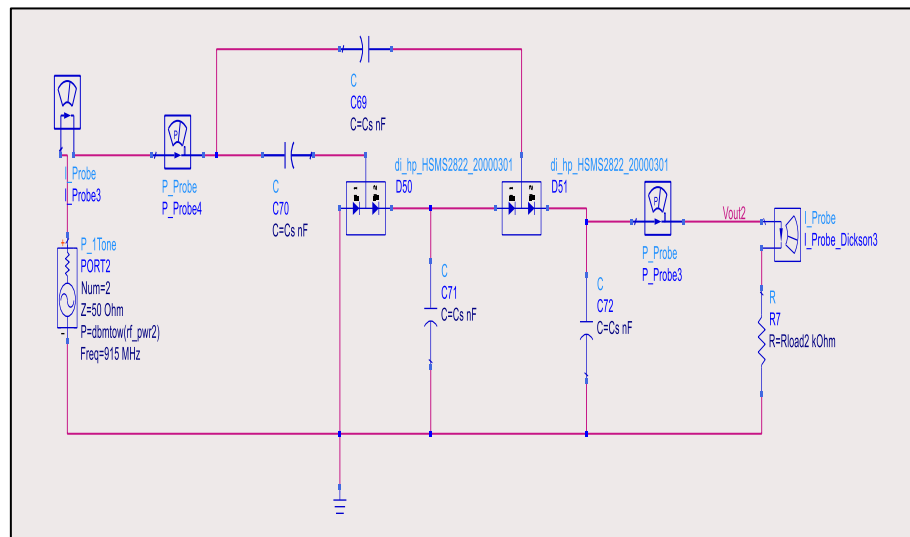 C
C69
C=Cs nF
I_Probe
I_Probe3
P
P_Probe
P_Probe4
C
C70
C=Cs nF
di_hp_HSMS2822_20000301
D50
di_hp_HSMS2822_20000301
D51
P
P_Probe
P_Probe3
Vout2
I_Probe
I_Probe_Dickson3
P_1Tone
PORT2
Num=2
Z=50 Ohm
P=dbmtow(rf_pwr2)
Freq=915 MHz
C
C71
C=Cs nF
C
C72
C=Cs nF
R
R7
R=Rload2 kOhm